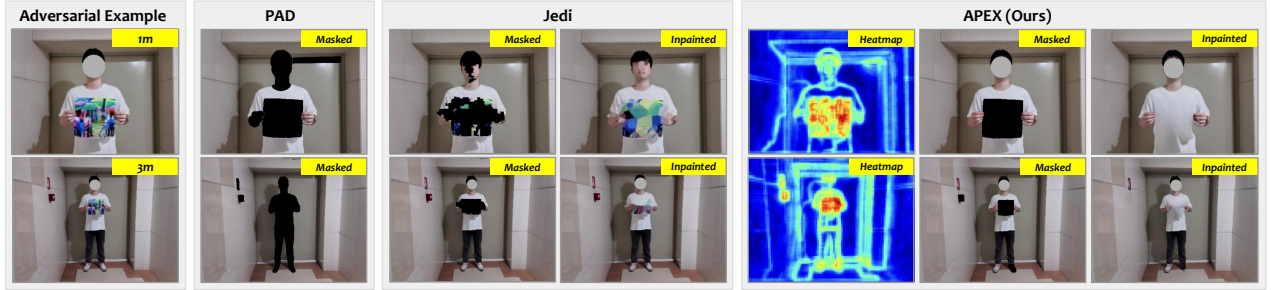 Adversarial Example
PAD
Jedi
APEX (Ours)
1m
Masked
Masked
Inpainted
Heatmap
Masked
Inpainted
3m
Masked
Masked
Inpainted
Heatmap
Masked
Inpainted